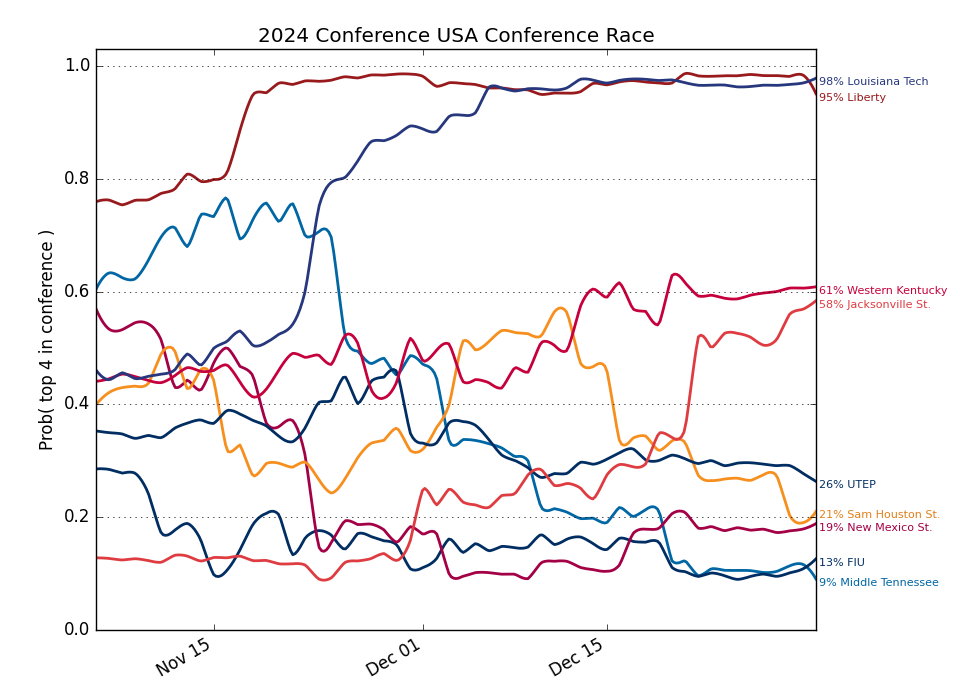 2024 Conference USA Conference Race
Prob( top 4 in conference )
1.0
0.8
0.6
0.4
0.2
0.0
Nov 15
Dec 01
Dec 15
98% Louisiana Tech
95% Liberty
61% Western Kentucky
58% Jacksonville St.
26% UTEP
21% Sam Houston St.
19% New Mexico St.
13% FIU
9% Middle Tennessee